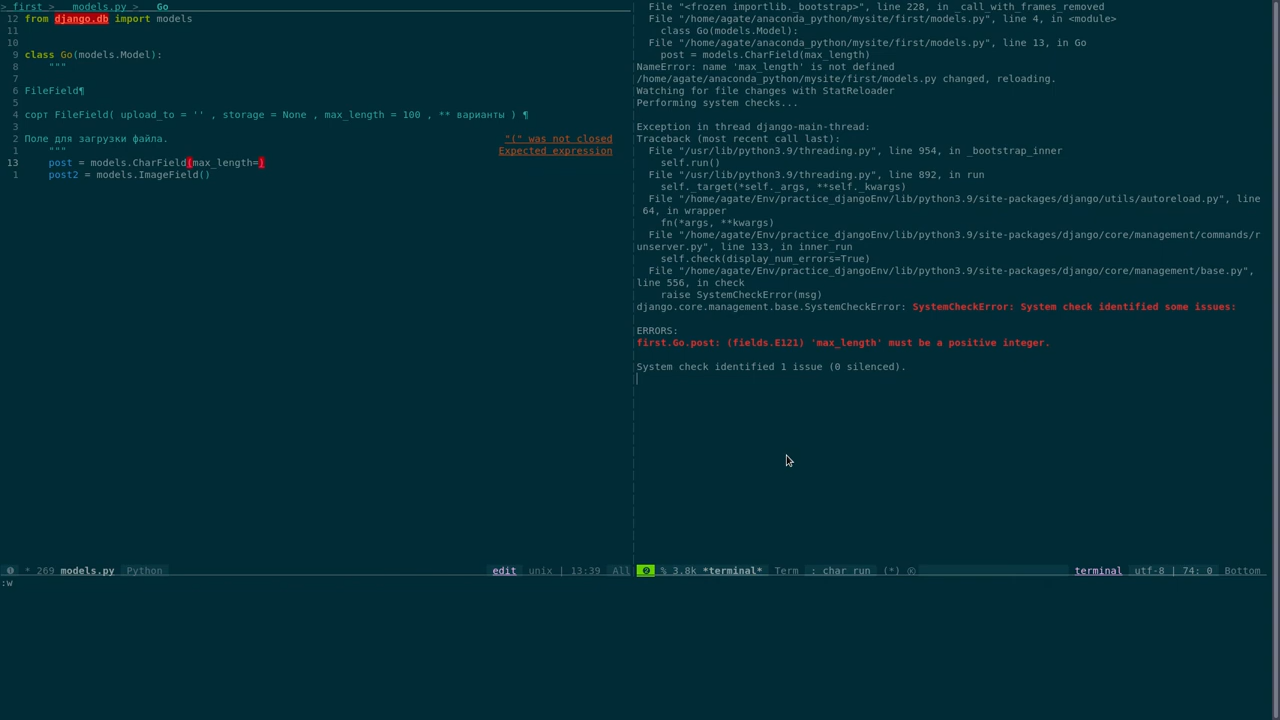 > first > models.py > Go
12 from django.db import models
11
10
9 class Go(models.Model):
8 """
7
6 FileField¶
5
4 сорт FileField( upload_to = '' , storage = None , max_length = 100 , ** варианты ) ¶
3
2 Поле для загрузки файла. "(" was not closed
1 """ Expected expression
13 post = models.CharField(max_length=)
1 post2 = models.ImageField()
❶ * 269 models.py Python edit unix | 13:39 All
:w
File "<frozen importlib._bootstrap>", line 228, in _call_with_frames_removed
File "/home/agate/anaconda_python/mysite/first/models.py", line 4, in <module>
class Go(models.Model):
File "/home/agate/anaconda_python/mysite/first/models.py", line 13, in Go
post = models.CharField(max_length)
NameError: name 'max_length' is not defined
/home/agate/anaconda_python/mysite/first/models.py changed, reloading.
Watching for file changes with StatReloader
Performing system checks...
Exception in thread django-main-thread:
Traceback (most recent call last):
File "/usr/lib/python3.9/threading.py", line 954, in _bootstrap_inner
self.run()
File "/usr/lib/python3.9/threading.py", line 892, in run
self._target(*self._args, **self._kwargs)
File "/home/agate/Env/practice_djangoEnv/lib/python3.9/site-packages/django/utils/autoreload.py", line
64, in wrapper
fn(*args, **kwargs)
File "/home/agate/Env/practice_djangoEnv/lib/python3.9/site-packages/django/core/management/commands/r
unserver.py", line 133, in inner_run
self.check(display_num_errors=True)
File "/home/agate/Env/practice_djangoEnv/lib/python3.9/site-packages/django/core/management/base.py",
line 556, in check
raise SystemCheckError(msg)
django.core.management.base.SystemCheckError: SystemCheckError: System check identified some issues:
ERRORS:
first.Go.post: (fields.E121) 'max_length' must be a positive integer.
System check identified 1 issue (0 silenced).
❷ % 3.8k *terminal* Term : char run (*) ⓐ terminal utf-8 | 74: 0 Bottom